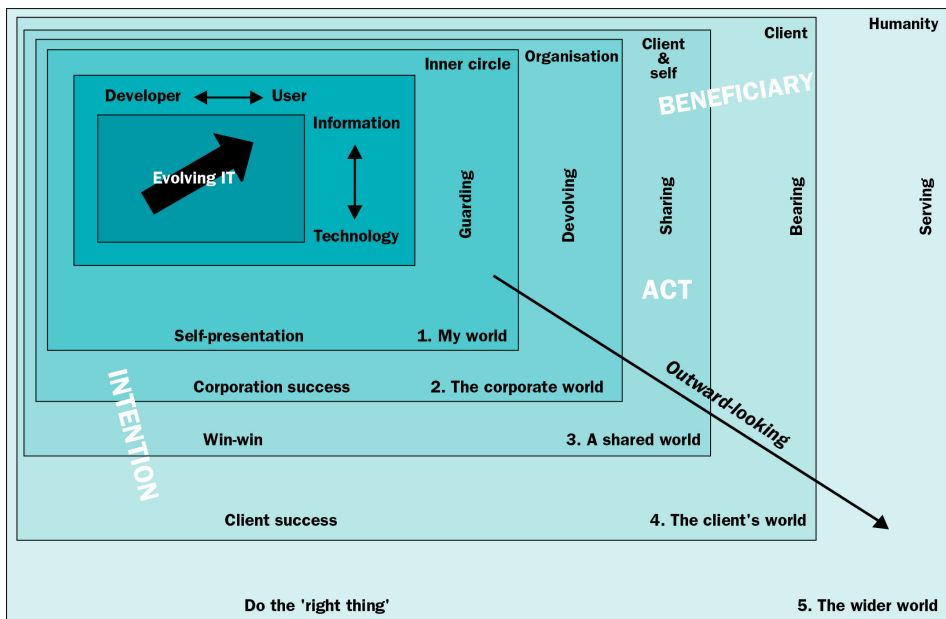 Humanity
Client
Client
&
self
BENEFICIARY
Organisation
Inner circle
Developer
User
Information
Evolving IT
Technology
Guarding
Devolving
Sharing
Bearing
Serving
ACT
Self-presentation
1. My world
Outward-looking
INTENTION
Corporation success
2. The corporate world
Win-win
3. A shared world
Client success
4. The client's world
Do the 'right thing'
5. The wider world